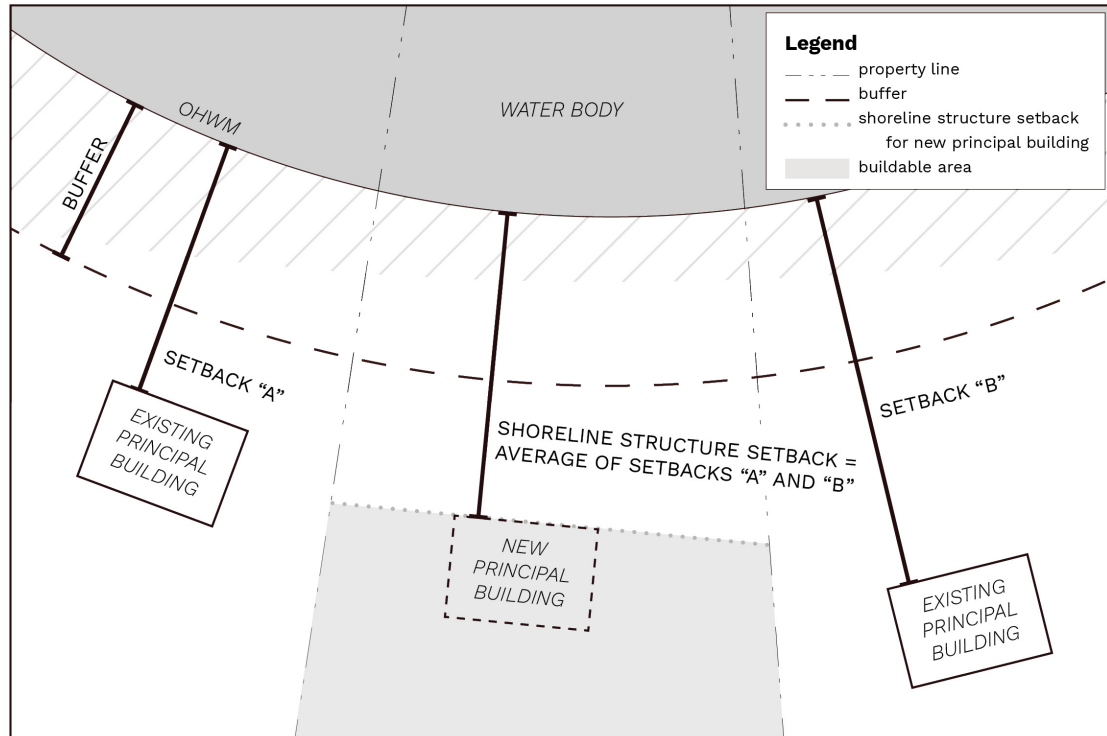 OHWM
WATER BODY
Legend
property line
buffer
shoreline structure setback
for new principal building
buildable area
BUFFER
SETBACK “A”
EXISTING
PRINCIPAL
BUILDING
SHORELINE STRUCTURE SETBACK =
AVERAGE OF SETBACKS “A” AND “B”
SETBACK “B”
NEW
PRINCIPAL
BUILDING
EXISTING
PRINCIPAL
BUILDING